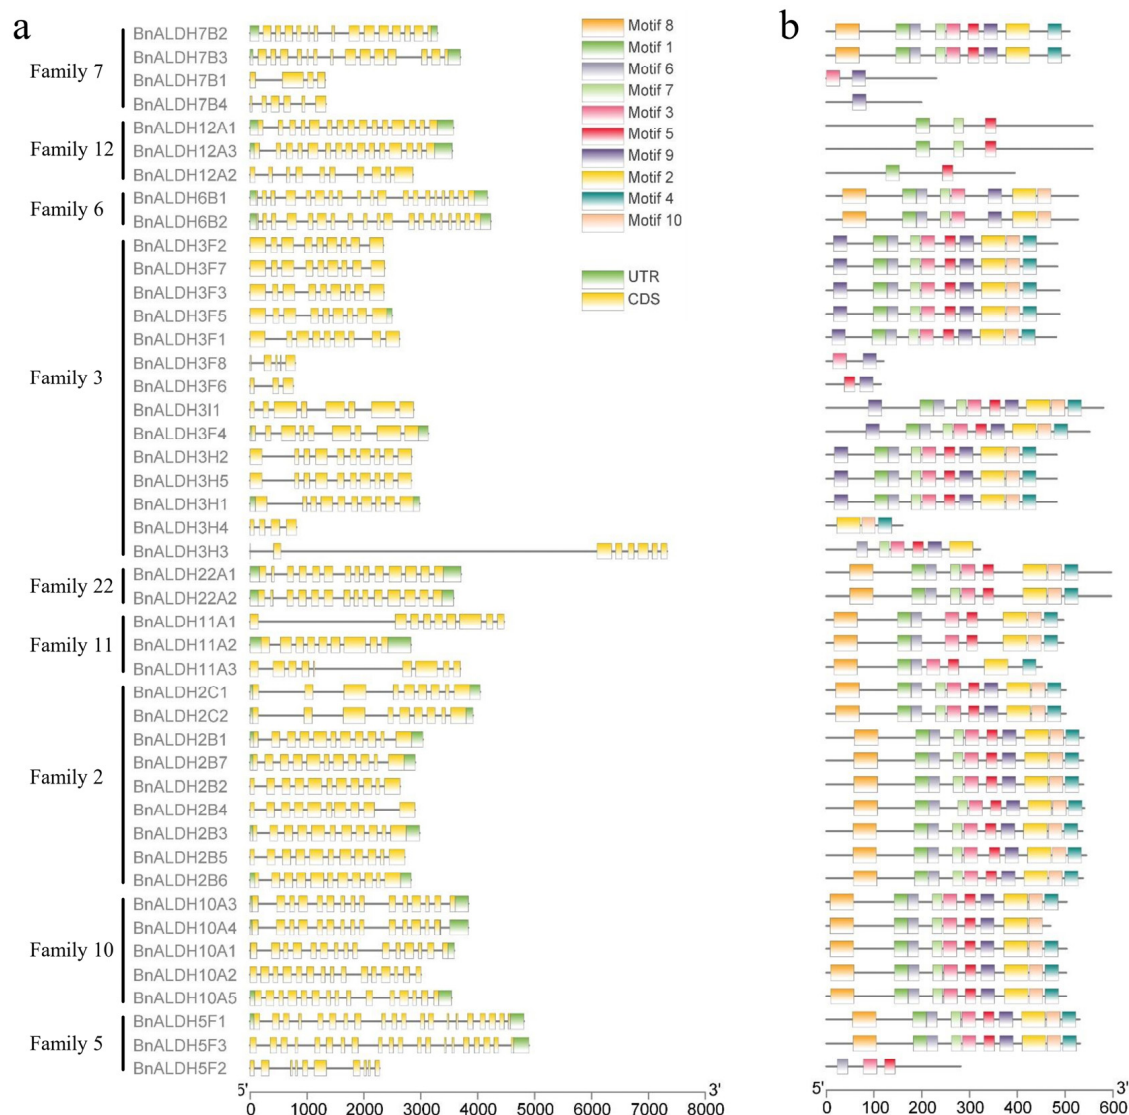 a
b
Family 7
BnALDH7B2
BnALDH7B3
BnALDH7B1
BnALDH7B4
Family 12
BnALDH12A1
BnALDH12A3
BnALDH12A2
Family 6
BnALDH6B1
BnALDH6B2
Family 3
BnALDH3F2
BnALDH3F7
BnALDH3F3
BnALDH3F5
BnALDH3F1
BnALDH3F8
BnALDH3F6
BnALDH3I1
BnALDH3F4
BnALDH3H2
BnALDH3H5
BnALDH3H1
BnALDH3H4
BnALDH3H3
Family 22
BnALDH22A1
BnALDH22A2
Family 11
BnALDH11A1
BnALDH11A2
BnALDH11A3
Family 2
BnALDH2C1
BnALDH2C2
BnALDH2B1
BnALDH2B7
BnALDH2B2
BnALDH2B4
BnALDH2B3
BnALDH2B5
BnALDH2B6
Family 10
BnALDH10A3
BnALDH10A4
BnALDH10A1
BnALDH10A2
BnALDH10A5
Family 5
BnALDH5F1
BnALDH5F3
BnALDH5F2
Motif 8
Motif 1
Motif 6
Motif 7
Motif 3
Motif 5
Motif 9
Motif 2
Motif 4
Motif 10
UTR
CDS
5' 3'
0 1000 2000 3000 4000 5000 6000 7000 8000
5' 3'
0 100 200 300 400 500 600